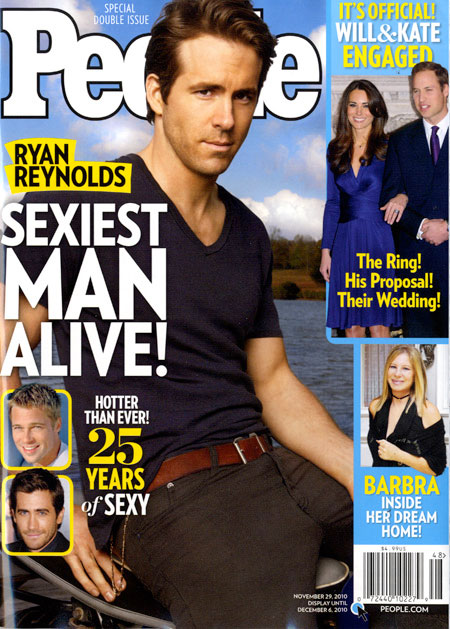 SPECIAL
DOUBLE ISSUE
People
RYAN
REYNOLDS
SEXIEST
MAN
ALIVE!
HOTTER
THAN EVER!
25
YEARS
of SEXY
IT'S OFFICIAL!
WILL&KATE
ENGAGED
The Ring!
His Proposal!
Their Wedding!
BARBRA
INSIDE
HER DREAM
HOME!
$4.99US
48>
0 72440 10227 9
NOVEMBER 29, 2010
DISPLAY UNTIL
DECEMBER 6, 2010
PEOPLE.COM